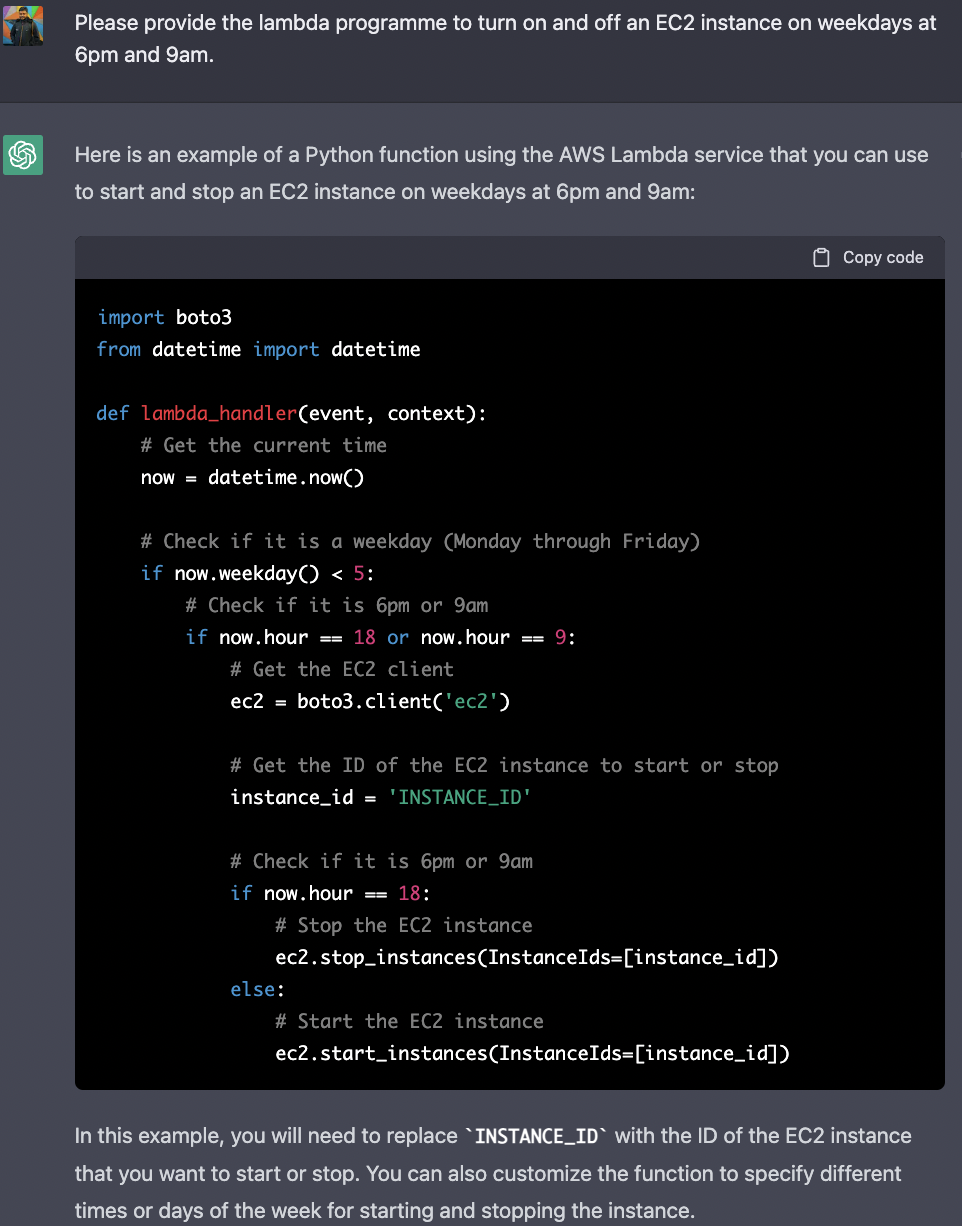 Please provide the lambda programme to turn on and off an EC2 instance on weekdays at
6pm and 9am.
Here is an example of a Python function using the AWS Lambda service that you can use
to start and stop an EC2 instance on weekdays at 6pm and 9am:
Copy code
import boto3
from datetime import datetime
def lambda_handler(event, context):
    # Get the current time
    now = datetime.now()
    # Check if it is a weekday (Monday through Friday)
    if now.weekday() < 5:
        # Check if it is 6pm or 9am
        if now.hour == 18 or now.hour == 9:
            # Get the EC2 client
            ec2 = boto3.client('ec2')
            # Get the ID of the EC2 instance to start or stop
            instance_id = 'INSTANCE_ID'
            # Check if it is 6pm or 9am
            if now.hour == 18:
                # Stop the EC2 instance
                ec2.stop_instances(InstanceIds=[instance_id])
            else:
                # Start the EC2 instance
                ec2.start_instances(InstanceIds=[instance_id])
In this example, you will need to replace `INSTANCE_ID` with the ID of the EC2 instance
that you want to start or stop. You can also customize the function to specify different
times or days of the week for starting and stopping the instance.